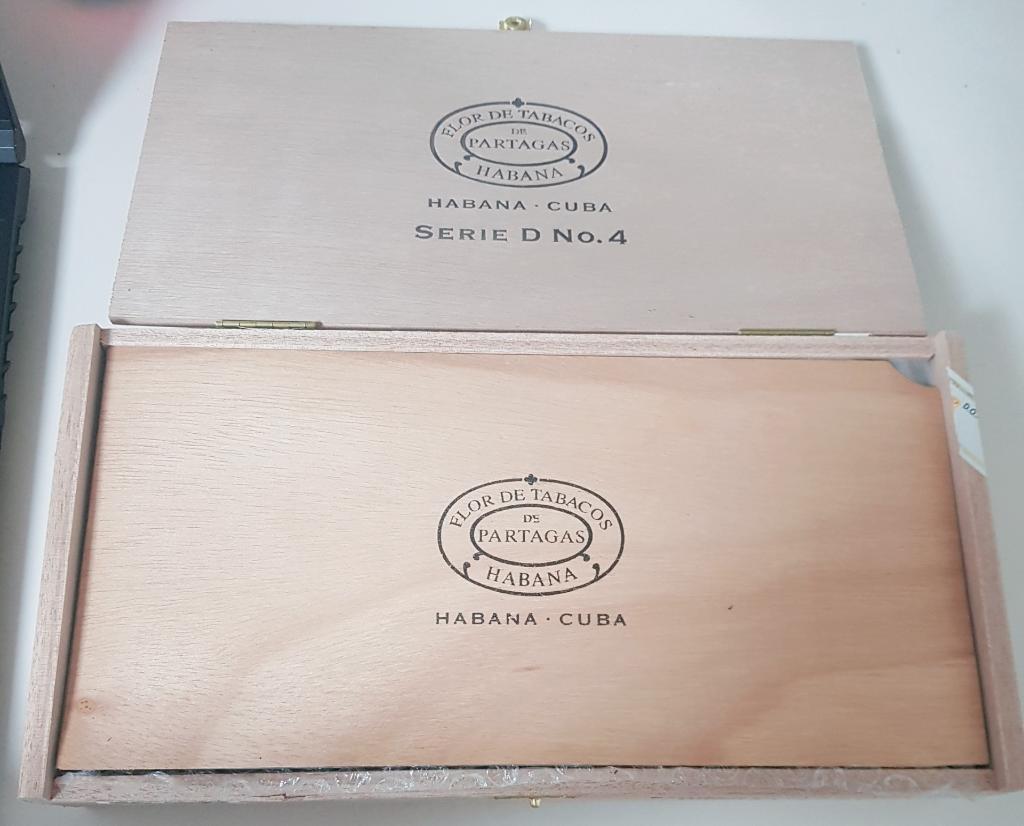 FLOR DE TABACOS
DE
PARTAGAS
HABANA
HABANA · CUBA
SERIE D No. 4
D.O.
FLOR DE TABACOS
DE
PARTAGAS
HABANA
HABANA · CUBA